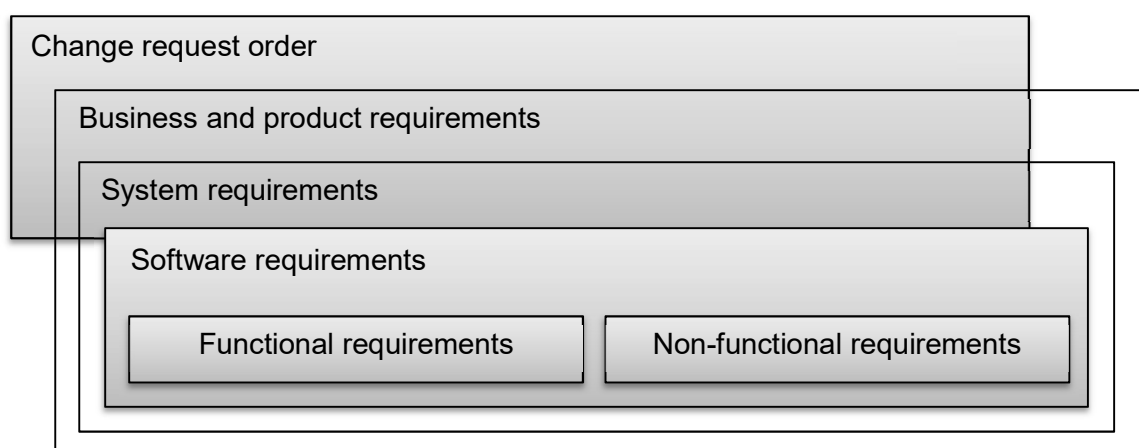 Change request order
Business and product requirements
System requirements
Software requirements
Functional requirements
Non-functional requirements